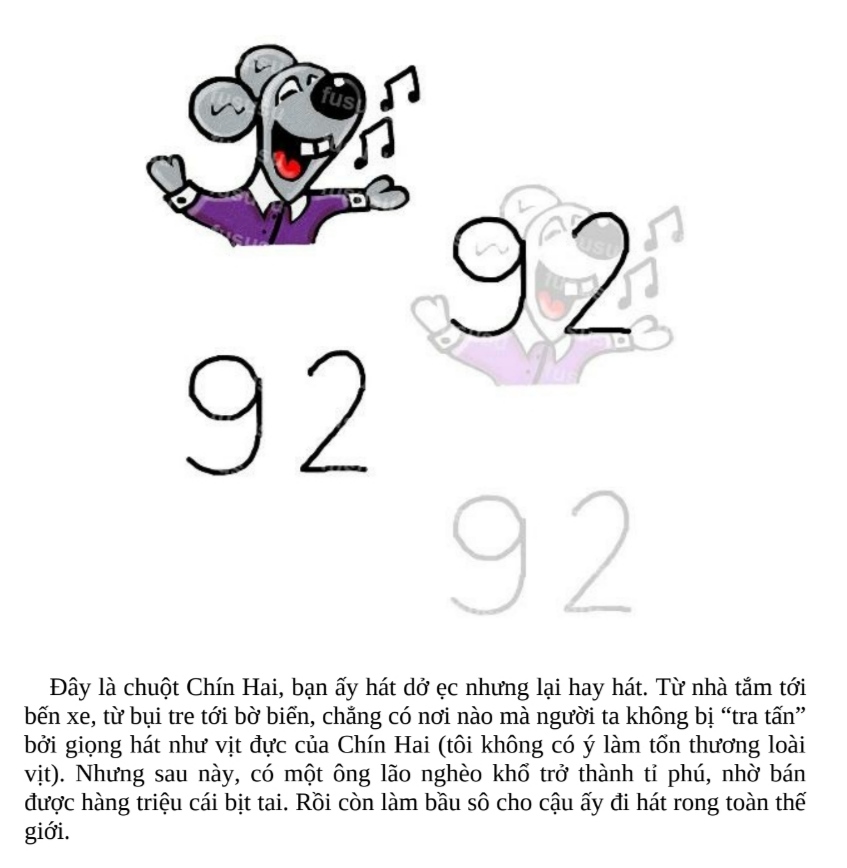 fususu
fususu
fususu
fususu
92
92
92
Đây là chuột Chín Hai, bạn ấy hát dở ẹc nhưng lại hay hát. Từ nhà tắm tới
bến xe, từ bụi tre tới bờ biển, chẳng có nơi nào mà người ta không bị “tra tấn”
bởi giọng hát như vịt đực của Chín Hai (tôi không có ý làm tổn thương loài
vịt). Nhưng sau này, có một ông lão nghèo khổ trở thành tỉ phú, nhờ bán
được hàng triệu cái bịt tai. Rồi còn làm bầu sô cho cậu ấy đi hát rong toàn thế
giới.